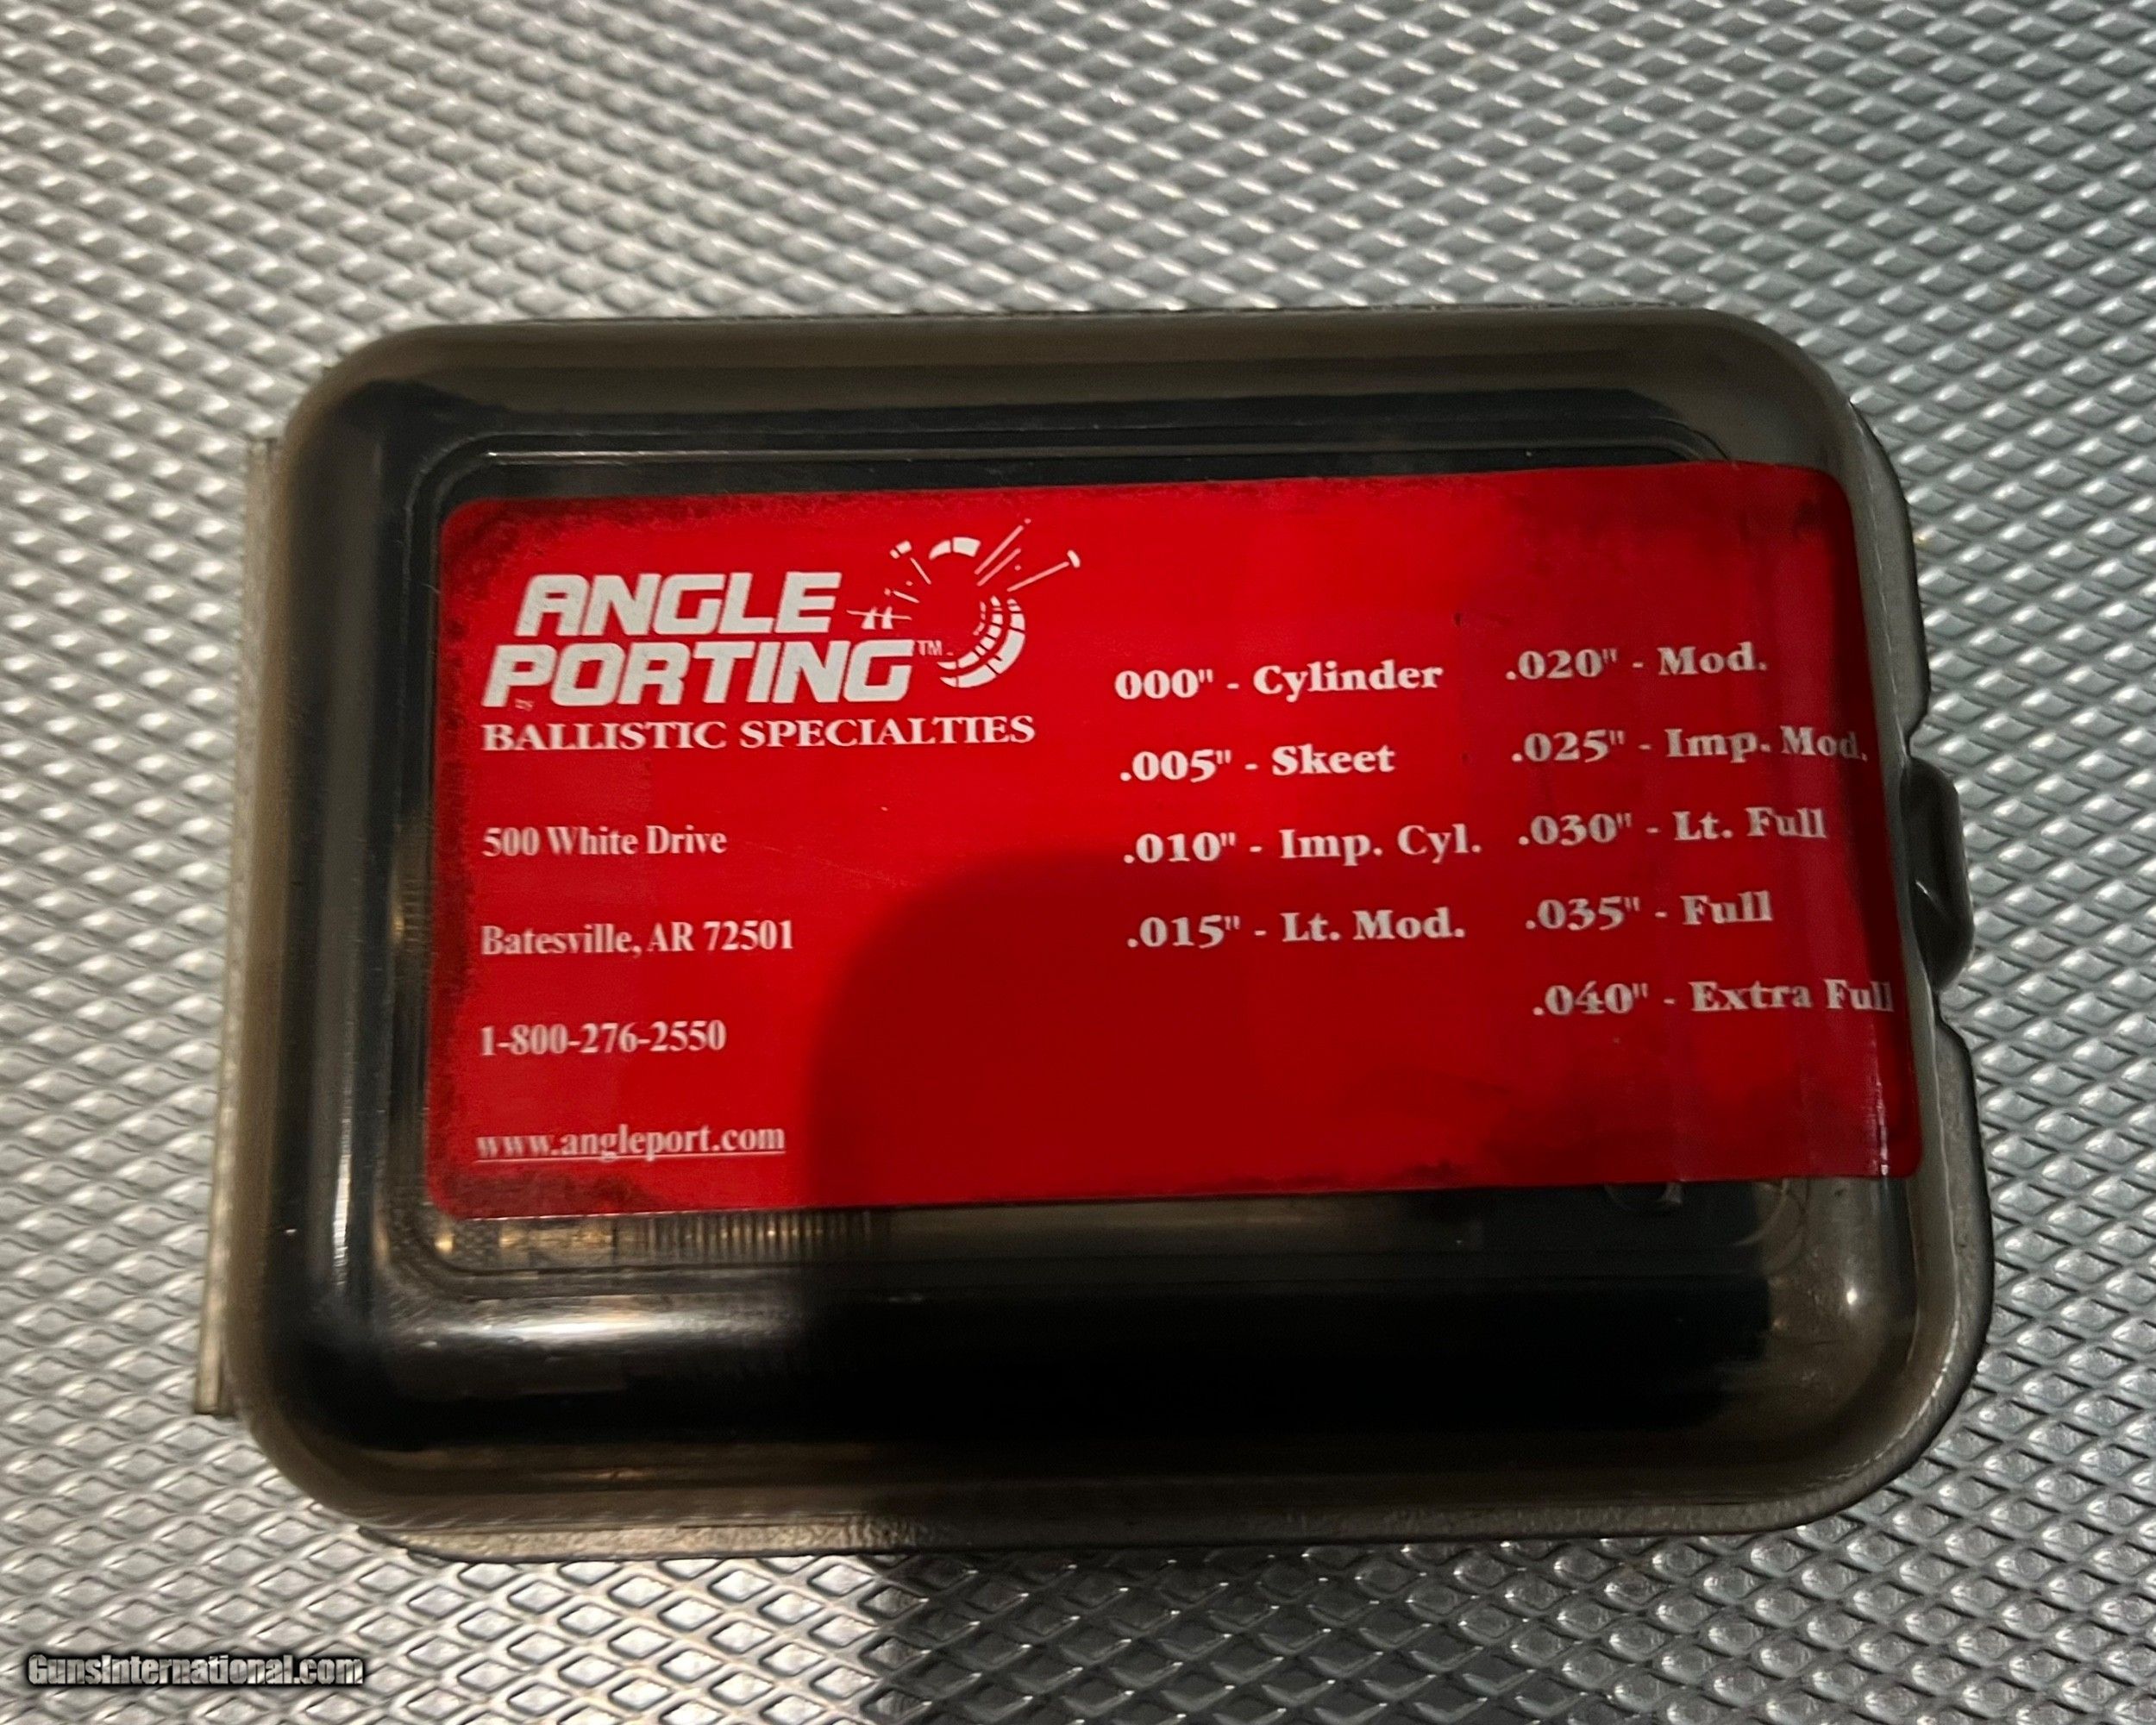 ANGLE
PORTING™
by
BALLISTIC SPECIALTIES
500 White Drive
Batesville, AR 72501
1-800-276-2550
www.angleport.com
000" - Cylinder
.005" - Skeet
.010" - Imp. Cyl.
.015" - Lt. Mod.
.020" - Mod.
.025" - Imp. Mod.
.030" - Lt. Full
.035" - Full
.040" - Extra Full
GunsInternational.com